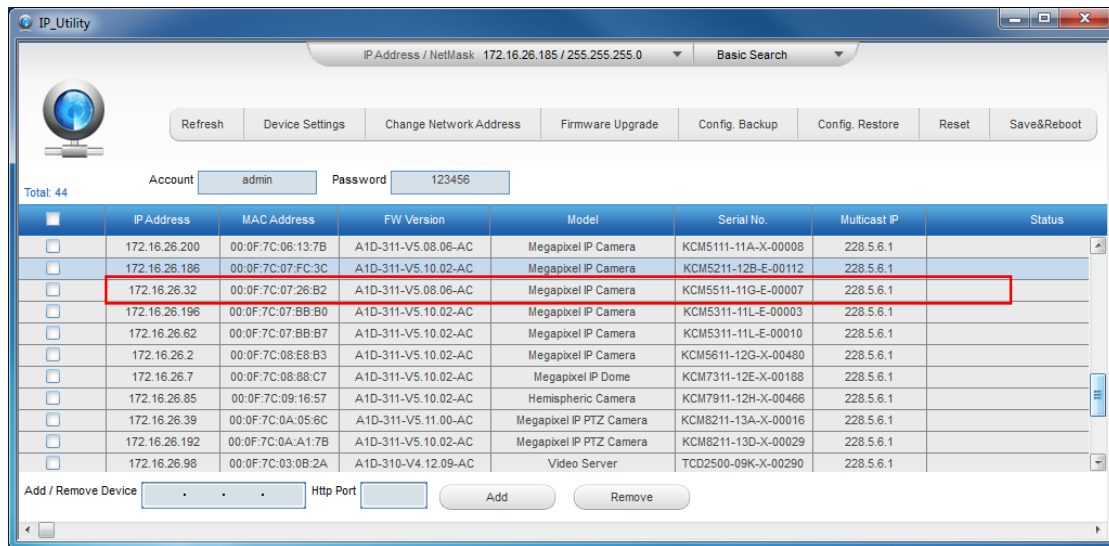 IP_Utility
IP Address / NetMask 172.16.26.185 / 255.255.255.0 Basic Search
Refresh Device Settings Change Network Address Firmware Upgrade Config. Backup Config. Restore Reset Save&Reboot
Account admin Password 123456
Total: 44
IP Address MAC Address FW Version Model Serial No. Multicast IP Status
172.16.26.200 00:0F:7C:06:13:7B A1D-311-V5.08.06-AC Megapixel IP Camera KCM5111-11A-X-00008 228.5.6.1
172.16.26.186 00:0F:7C:07:FC:3C A1D-311-V5.10.02-AC Megapixel IP Camera KCM5211-12B-E-00112 228.5.6.1
172.16.26.32 00:0F:7C:07:26:B2 A1D-311-V5.08.06-AC Megapixel IP Camera KCM5511-11G-E-00007 228.5.6.1
172.16.26.196 00:0F:7C:07:BB:B0 A1D-311-V5.10.02-AC Megapixel IP Camera KCM5311-11L-E-00003 228.5.6.1
172.16.26.62 00:0F:7C:07:BB:B7 A1D-311-V5.10.02-AC Megapixel IP Camera KCM5311-11L-E-00010 228.5.6.1
172.16.26.2 00:0F:7C:08:E8:B3 A1D-311-V5.10.02-AC Megapixel IP Camera KCM5611-12G-X-00480 228.5.6.1
172.16.26.7 00:0F:7C:08:88:C7 A1D-311-V5.10.02-AC Megapixel IP Dome KCM7311-12E-X-00188 228.5.6.1
172.16.26.85 00:0F:7C:09:16:57 A1D-311-V5.10.02-AC Hemispheric Camera KCM7911-12H-X-00466 228.5.6.1
172.16.26.39 00:0F:7C:0A:05:6C A1D-311-V5.11.00-AC Megapixel IP PTZ Camera KCM8211-13A-X-00016 228.5.6.1
172.16.26.192 00:0F:7C:0A:A1:7B A1D-311-V5.10.02-AC Megapixel IP PTZ Camera KCM8211-13D-X-00029 228.5.6.1
172.16.26.98 00:0F:7C:03:0B:2A A1D-310-V4.12.09-AC Video Server TCD2500-09K-X-00290 228.5.6.1
Add / Remove Device . . . Http Port Add Remove